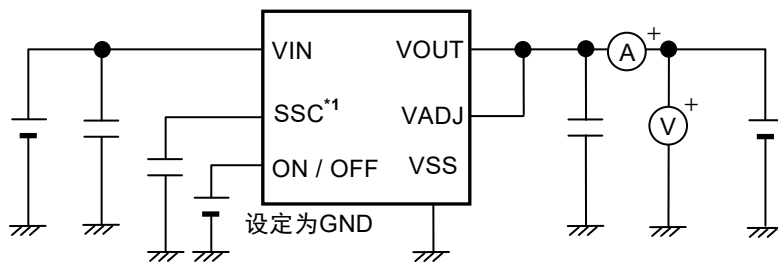 VIN
VOUT
A
+
SSC*1
VADJ
V
+
ON / OFF
VSS
设定为GND